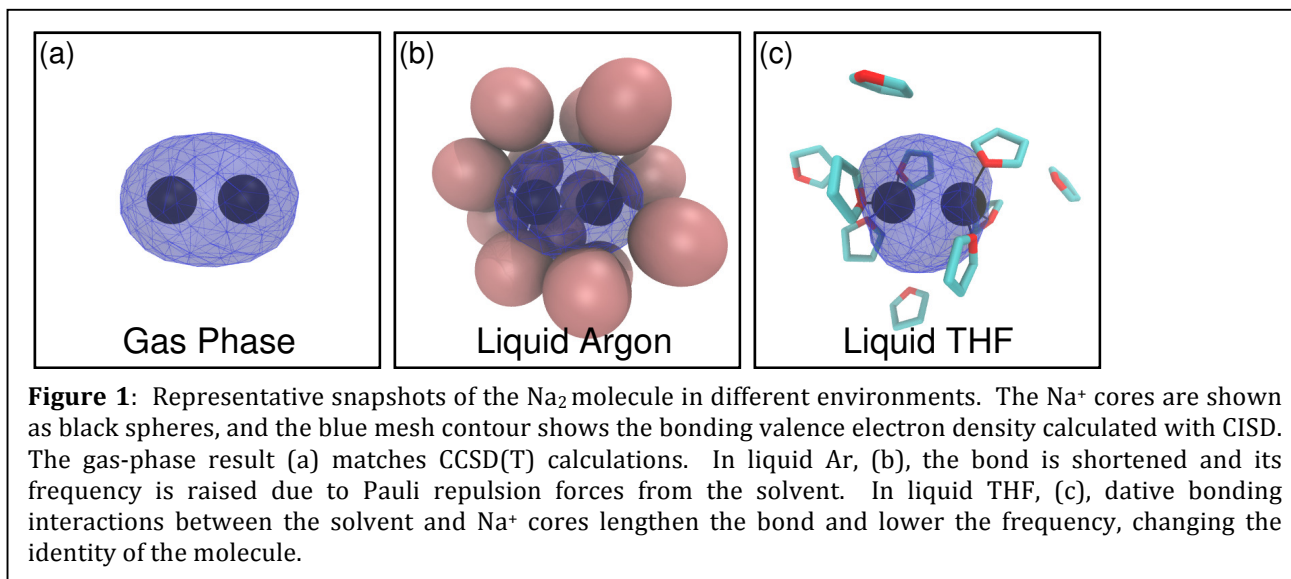 (a)
(b)
(c)
Gas Phase
Liquid Argon
Liquid THF
Figure 1: Representative snapshots of the Na₂ molecule in different environments. The Na⁺ cores are shown
as black spheres, and the blue mesh contour shows the bonding valence electron density calculated with CISD.
The gas-phase result (a) matches CCSD(T) calculations. In liquid Ar, (b), the bond is shortened and its
frequency is raised due to Pauli repulsion forces from the solvent. In liquid THF, (c), dative bonding
interactions between the solvent and Na⁺ cores lengthen the bond and lower the frequency, changing the
identity of the molecule.